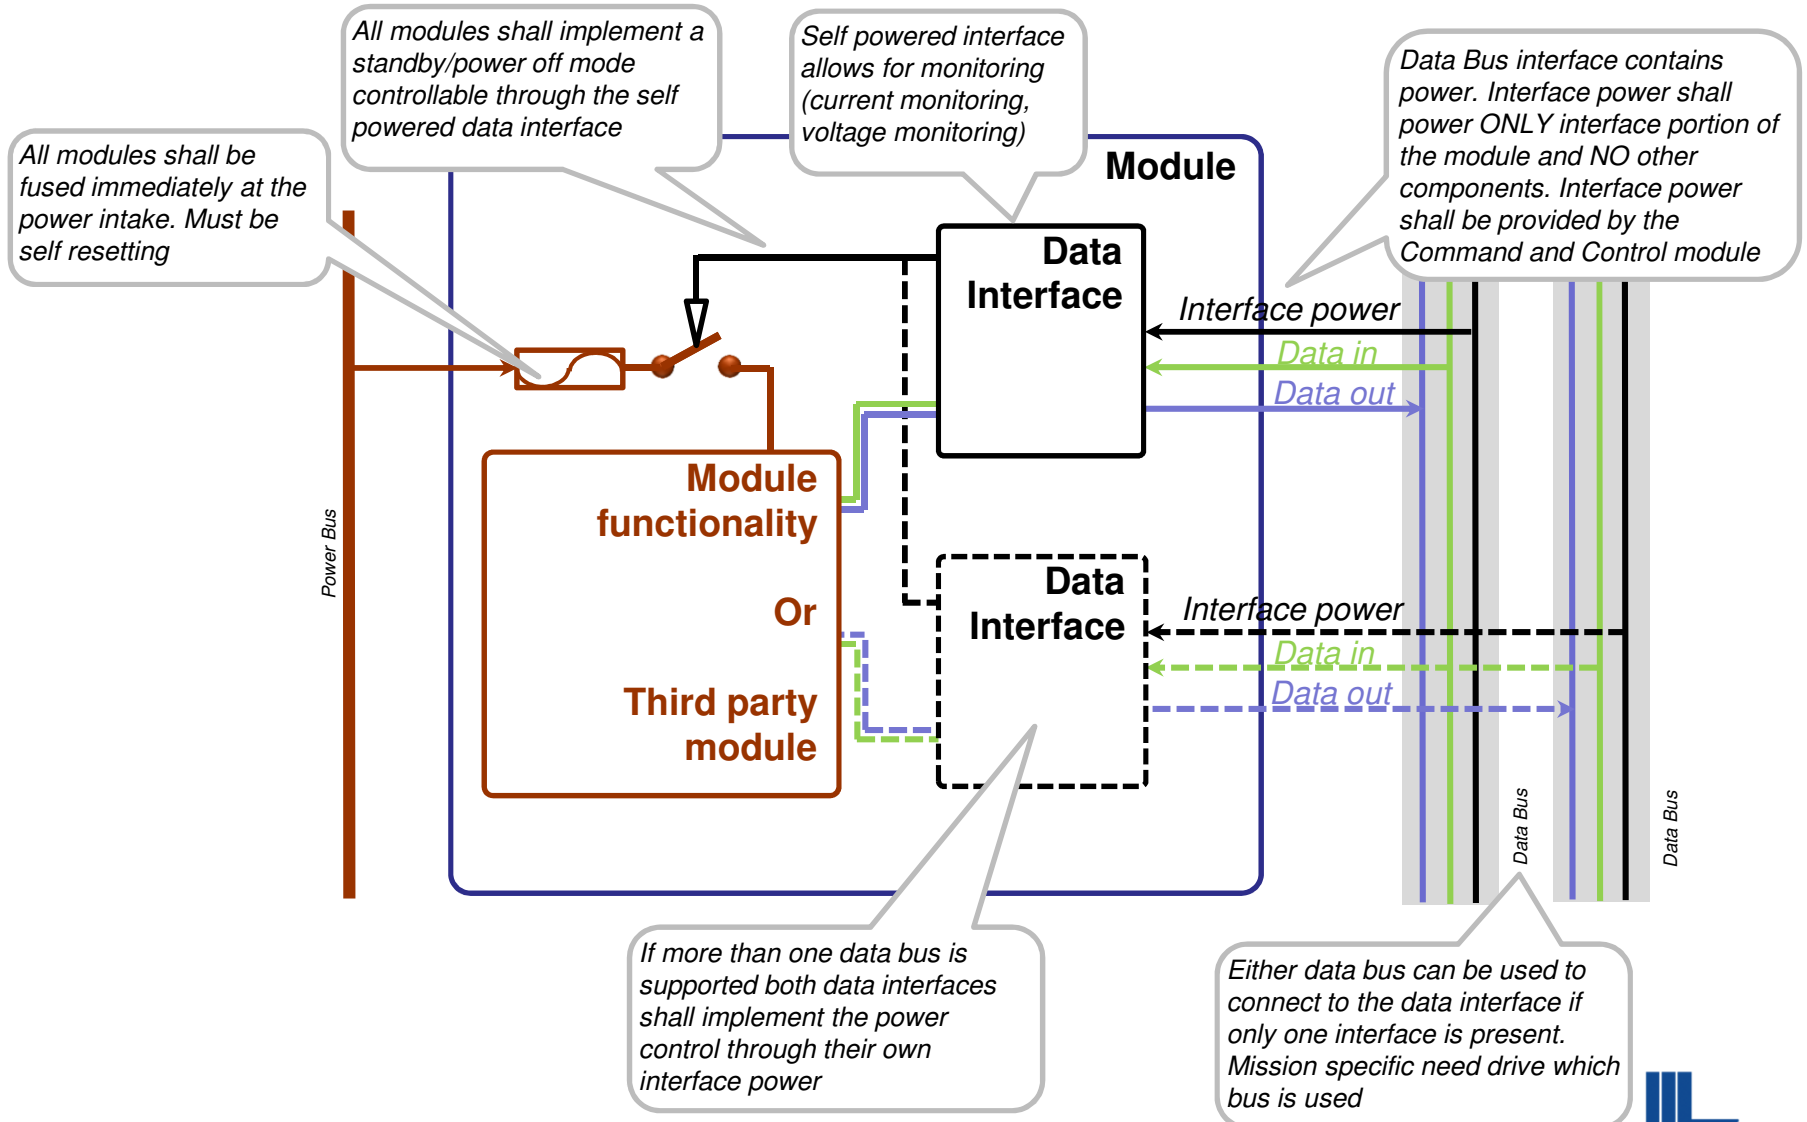 All modules shall implement a
standby/power off mode
controllable through the self
powered data interface
Self powered interface
allows for monitoring
(current monitoring,
voltage monitoring)
Data Bus interface contains
power. Interface power shall
power ONLY interface portion of
the module and NO other
components. Interface power
shall be provided by the
Command and Control module
All modules shall be
fused immediately at the
power intake. Must be
self resetting
Module
Data
Interface
Interface power
Data in
Data out
Power Bus
Module
functionality
Or
Third party
module
Data
Interface
Interface power
Data in
Data out
Data Bus
Data Bus
If more than one data bus is
supported both data interfaces
shall implement the power
control through their own
interface power
Either data bus can be used to
connect to the data interface if
only one interface is present.
Mission specific need drive which
bus is used